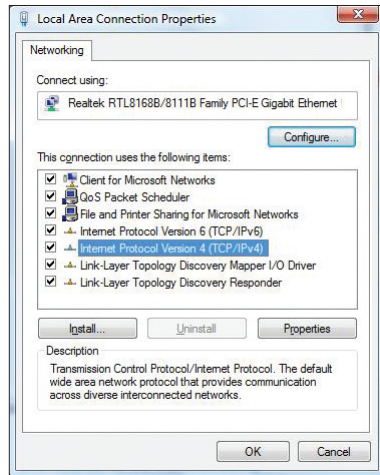 Local Area Connection Properties
Networking
Connect using:
Realtek RTL8168B/8111B Family PCI-E Gigabit Ethernet
Configure...
This connection uses the following items:
Client for Microsoft Networks
QoS Packet Scheduler
File and Printer Sharing for Microsoft Networks
Internet Protocol Version 6 (TCP/IPv6)
Internet Protocol Version 4 (TCP/IPv4)
Link-Layer Topology Discovery Mapper I/O Driver
Link-Layer Topology Discovery Responder
Install... Uninstall Properties
Description
Transmission Control Protocol/Internet Protocol. The default
wide area network protocol that provides communication
across diverse interconnected networks.
OK Cancel